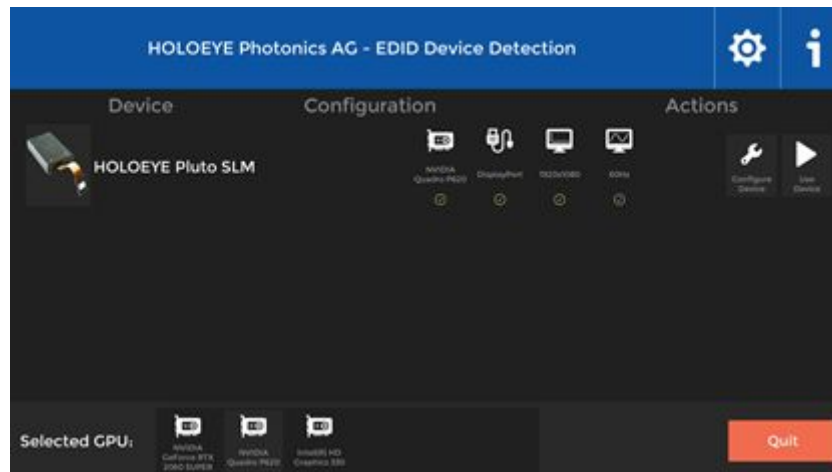 HOLOEYE Photonics AG - EDID Device Detection
Device
Configuration
Actions
HOLOEYE Pluto SLM
NVIDIA
Quadro P620
DisplayPort
1920x1080
60Hz
Configure
Device
Use
Device
Selected GPU:
NVIDIA
GeForce RTX
2060 SUPER
NVIDIA
Quadro P620
Intel(R) HD
Graphics 530
Quit